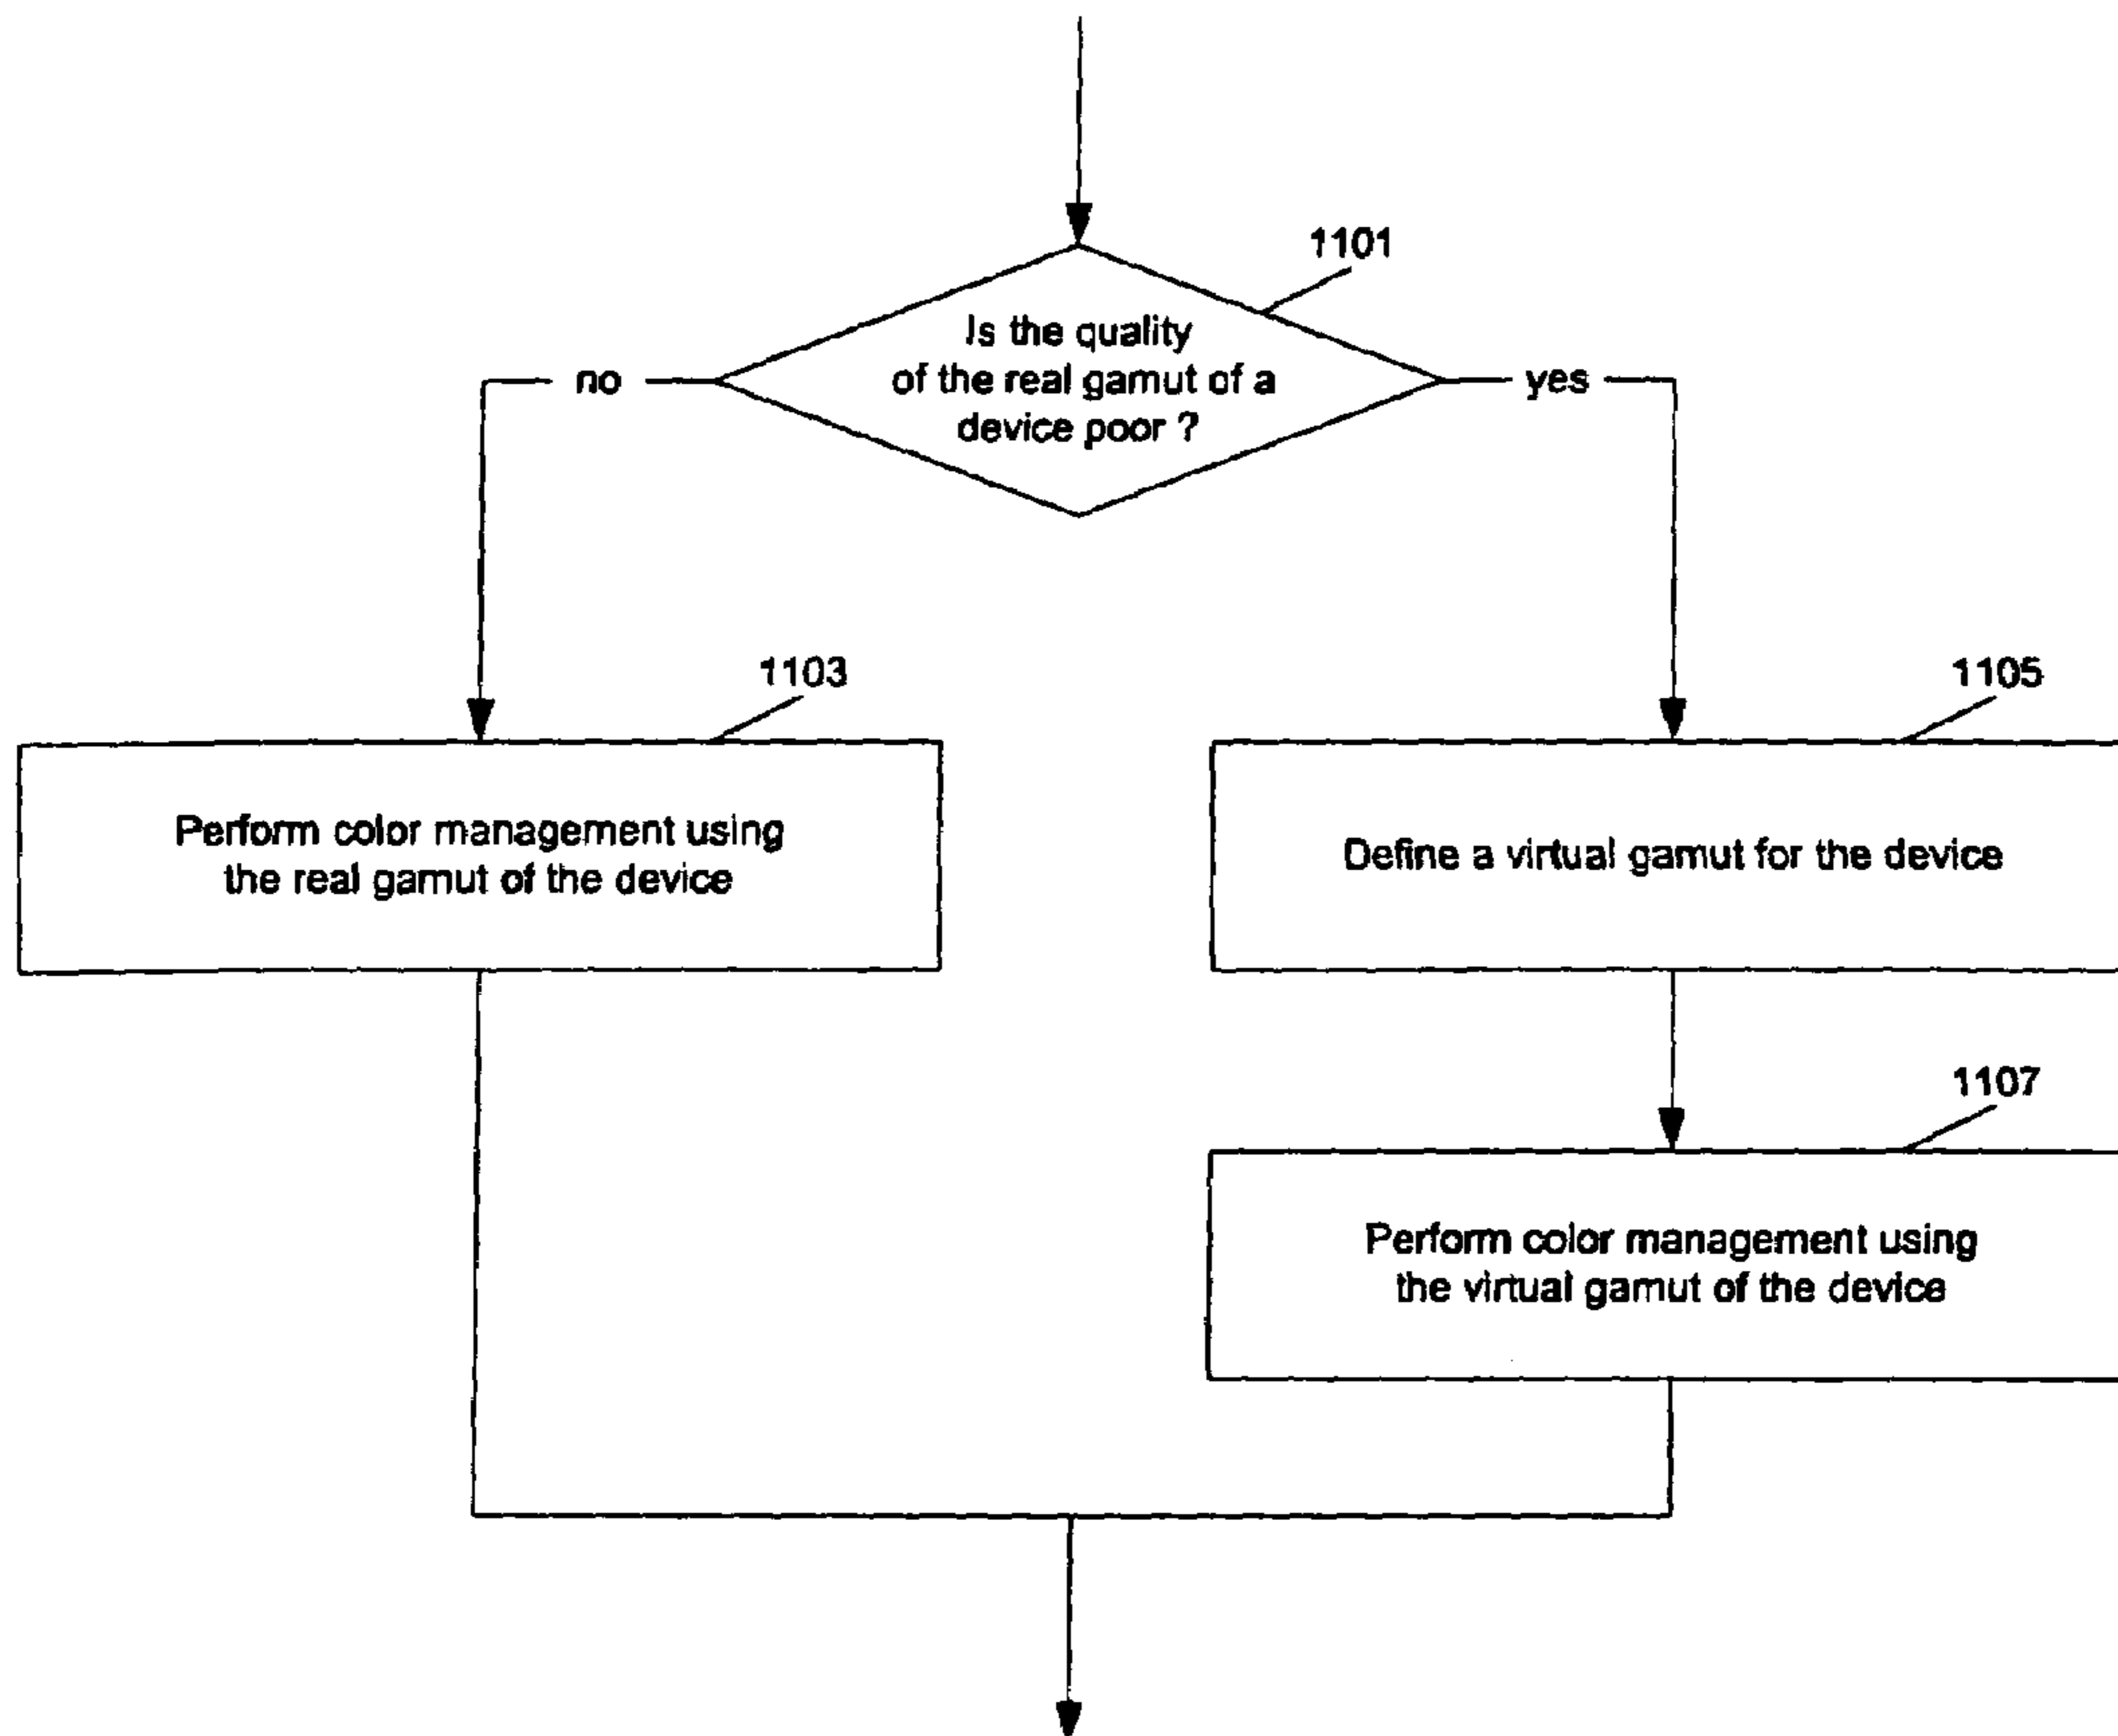 1101
Is the quality
of the real gamut of a
device poor ?
no
yes
1103
1105
Perform color management using
the real gamut of the device
Define a virtual gamut for the device
1107
Perform color management using
the virtual gamut of the device